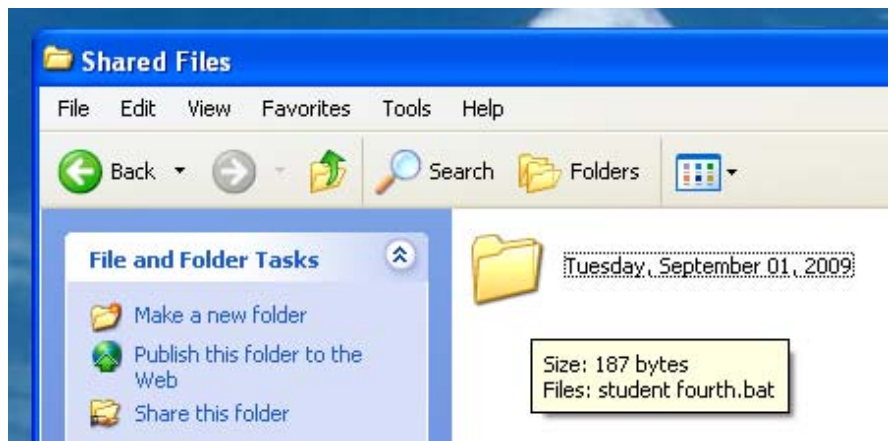 Shared Files
File Edit View Favorites Tools Help
Back Search Folders
File and Folder Tasks
Make a new folder
Publish this folder to the
Web
Share this folder
Tuesday, September 01, 2009
Size: 187 bytes
Files: student fourth.bat